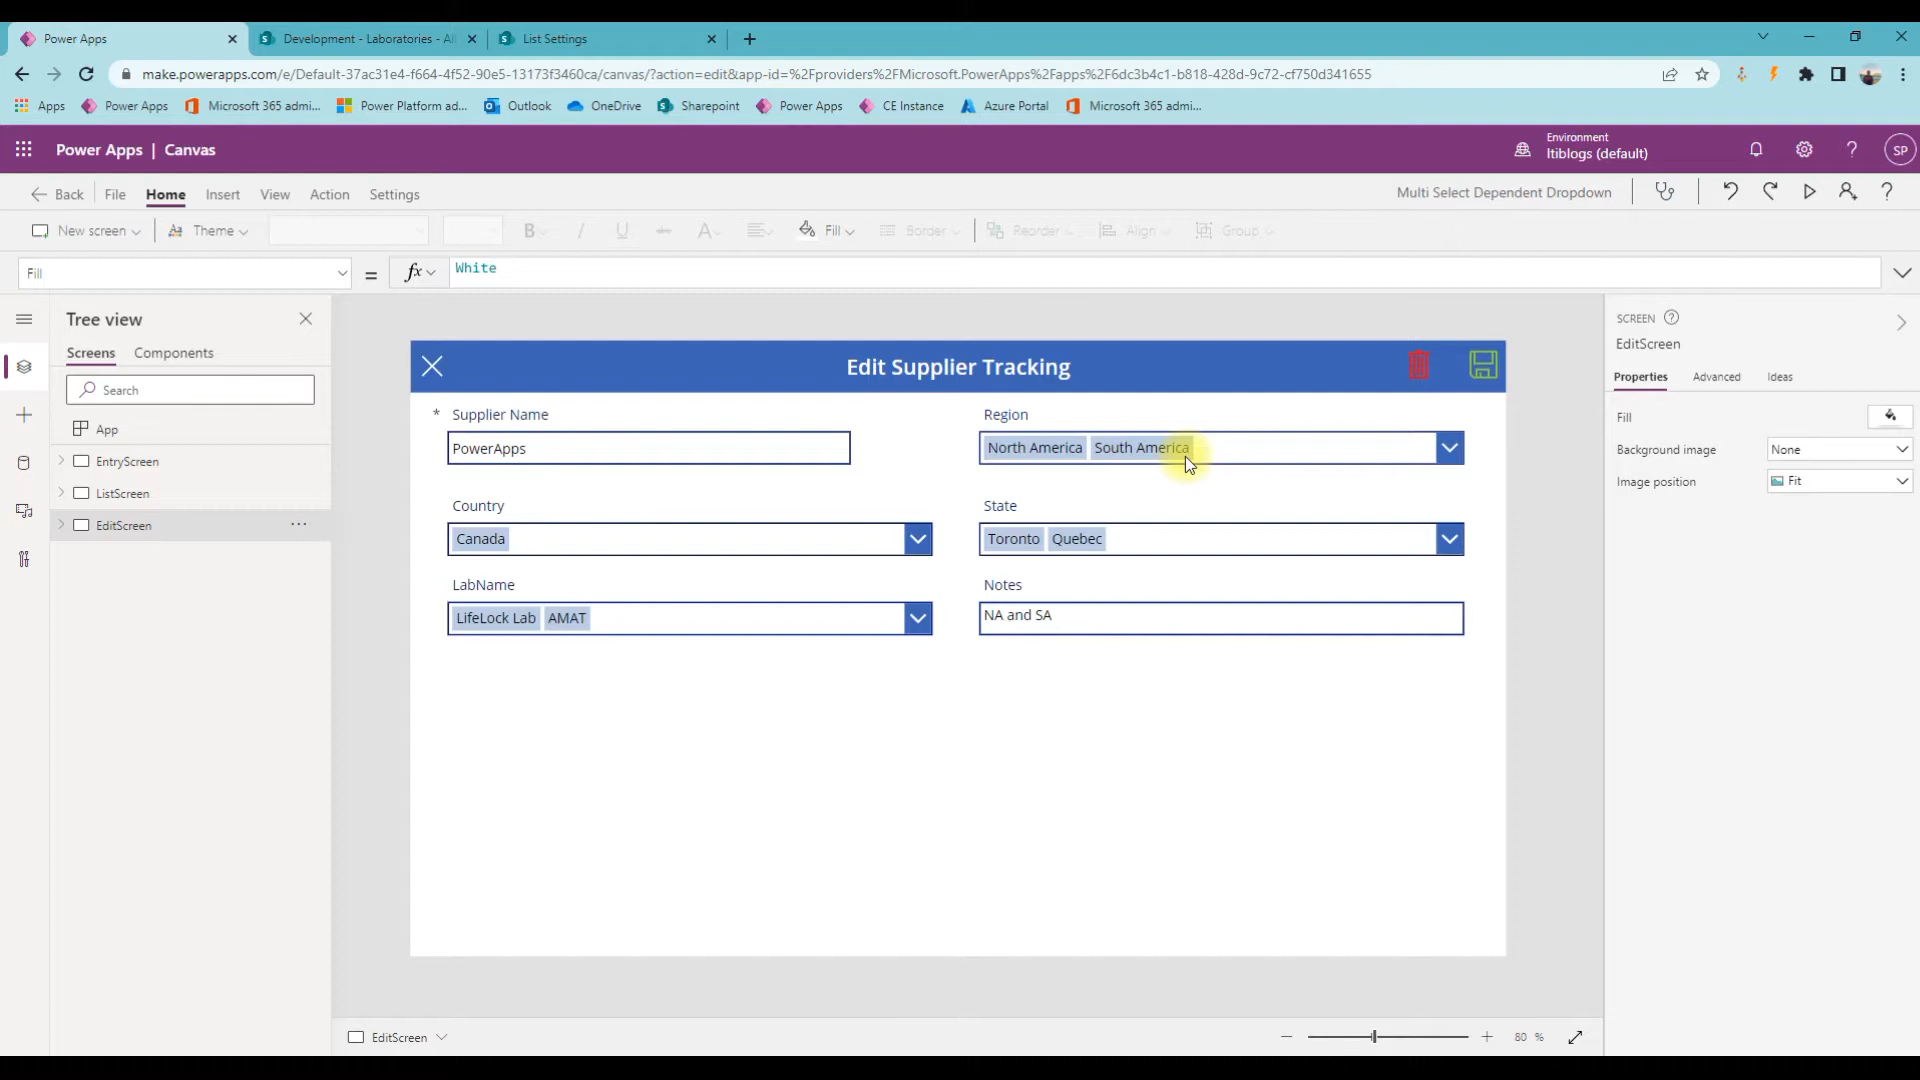 Power Apps
Development - Laboratories - Al
List Settings
make.powerapps.com/e/Default-37ac31e4-f664-4f52-90e5-13173f3460ca/canvas/?action=edit&app-id=%2Fproviders%2FMicrosoft.PowerApps%2Fapps%2F6dc3b4c1-b818-428d-9c72-cf750d341655
Apps
Power Apps
Microsoft 365 admi...
Power Platform ad...
Outlook
OneDrive
Sharepoint
Power Apps
CE Instance
Azure Portal
Microsoft 365 admi...
Power Apps | Canvas
Environment
ltiblogs (default)
SP
Back
File
Home
Insert
View
Action
Settings
Multi Select Dependent Dropdown
New screen
Theme
B
I
U
abc
A
Fill
Border
Reorder
Align
Group
Fill
=
fx
White
Tree view
Screens
Components
Search
App
EntryScreen
ListScreen
EditScreen
Edit Supplier Tracking
* Supplier Name
PowerApps
Region
North America South America
Country
Canada
State
Toronto Quebec
LabName
LifeLock Lab AMAT
Notes
NA and SA
SCREEN
EditScreen
Properties
Advanced
Ideas
Fill
Background image
None
Image position
Fit
EditScreen
80 %